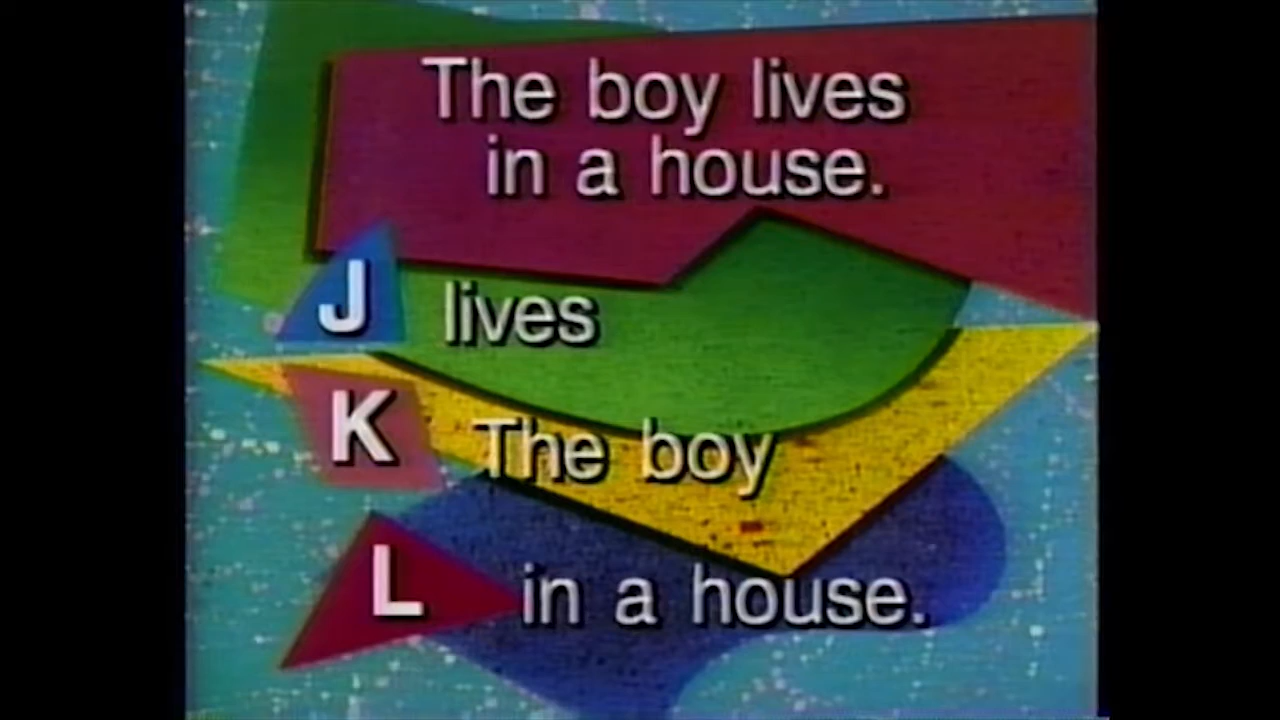 The boy lives
in a house.
J lives
K The boy
L in a house.